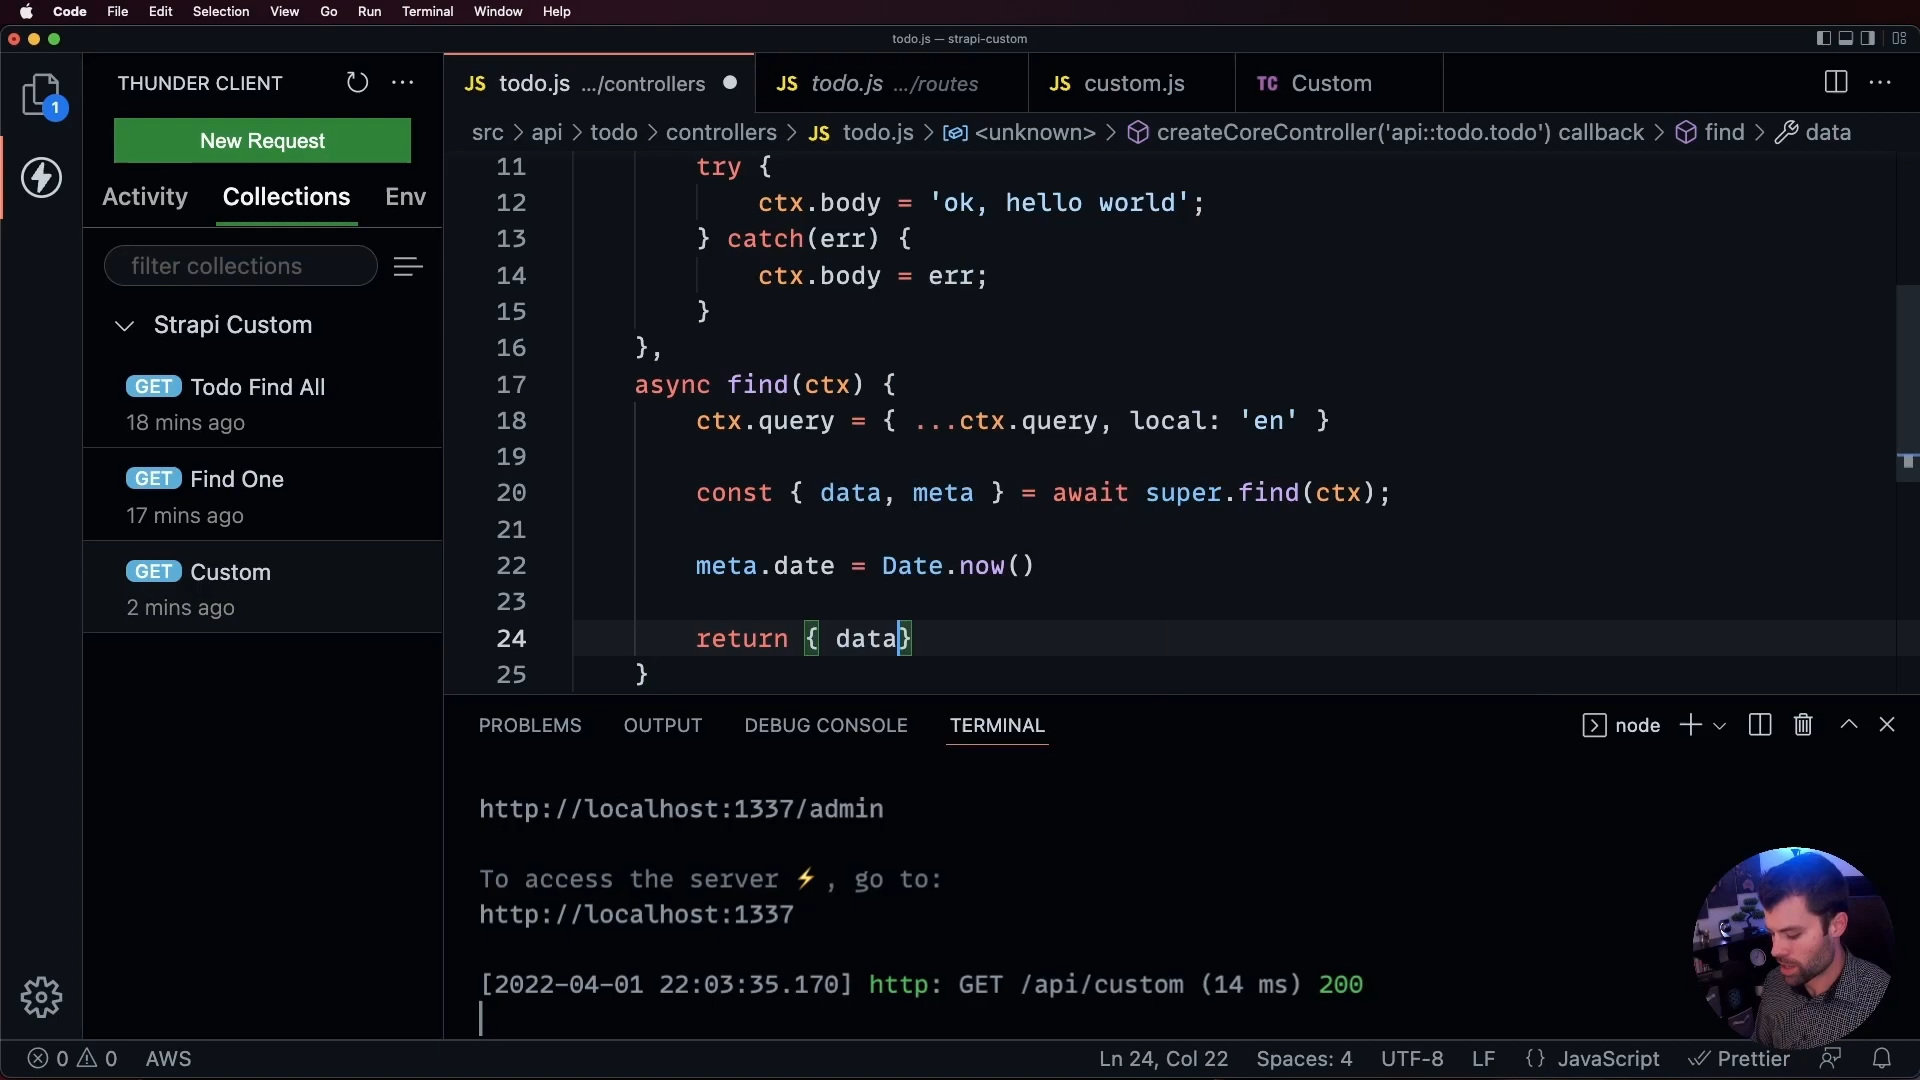 Code File Edit Selection View Go Run Terminal Window Help
todo.js — strapi-custom
THUNDER CLIENT
New Request
Activity Collections Env
filter collections
Strapi Custom
GET Todo Find All
18 mins ago
GET Find One
17 mins ago
GET Custom
2 mins ago
1
JS todo.js .../controllers
JS todo.js .../routes
JS custom.js
TC Custom
src > api > todo > controllers > JS todo.js > <unknown> > createCoreController('api::todo.todo') callback > find > data
11 try {
12 ctx.body = 'ok, hello world';
13 } catch(err) {
14 ctx.body = err;
15 }
16 },
17 async find(ctx) {
18 ctx.query = { ...ctx.query, local: 'en' }
19
20 const { data, meta } = await super.find(ctx);
21
22 meta.date = Date.now()
23
24 return { data}
25 }
PROBLEMS OUTPUT DEBUG CONSOLE TERMINAL
node
http://localhost:1337/admin
To access the server ⚡, go to:
http://localhost:1337
[2022-04-01 22:03:35.170] http: GET /api/custom (14 ms) 200
0 0 AWS
Ln 24, Col 22 Spaces: 4 UTF-8 LF {} JavaScript Prettier